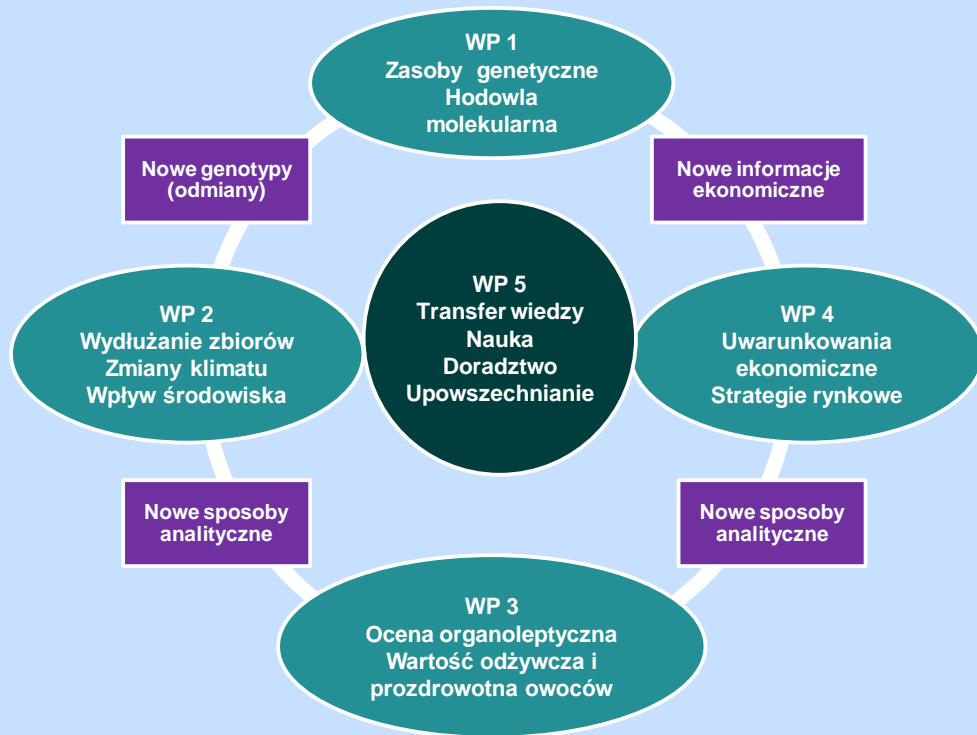 WP 1
Zasoby genetyczne
Hodowla
molekularna
Nowe genotypy
(odmiany)
Nowe informacje
ekonomiczne
WP 2
Wydłużanie zbiorów
Zmiany klimatu
Wpływ środowiska
WP 5
Transfer wiedzy
Nauka
Doradztwo
Upowszechnianie
WP 4
Uwarunkowania
ekonomiczne
Strategie rynkowe
Nowe sposoby
analityczne
Nowe sposoby
analityczne
WP 3
Ocena organoleptyczna
Wartość odżywcza i
prozdrowotna owoców